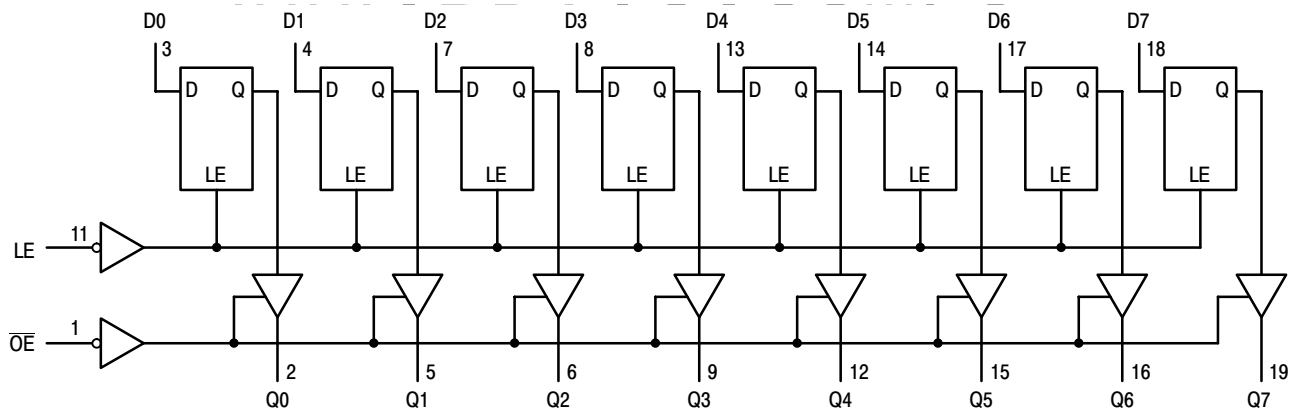 D0 D1 D2 D3 D4 D5 D6 D7
3 4 7 8 13 14 17 18
D Q D Q D Q D Q D Q D Q D Q D Q
LE LE LE LE LE LE LE LE
LE 11
OE 1
2 5 6 9 12 15 16 19
Q0 Q1 Q2 Q3 Q4 Q5 Q6 Q7